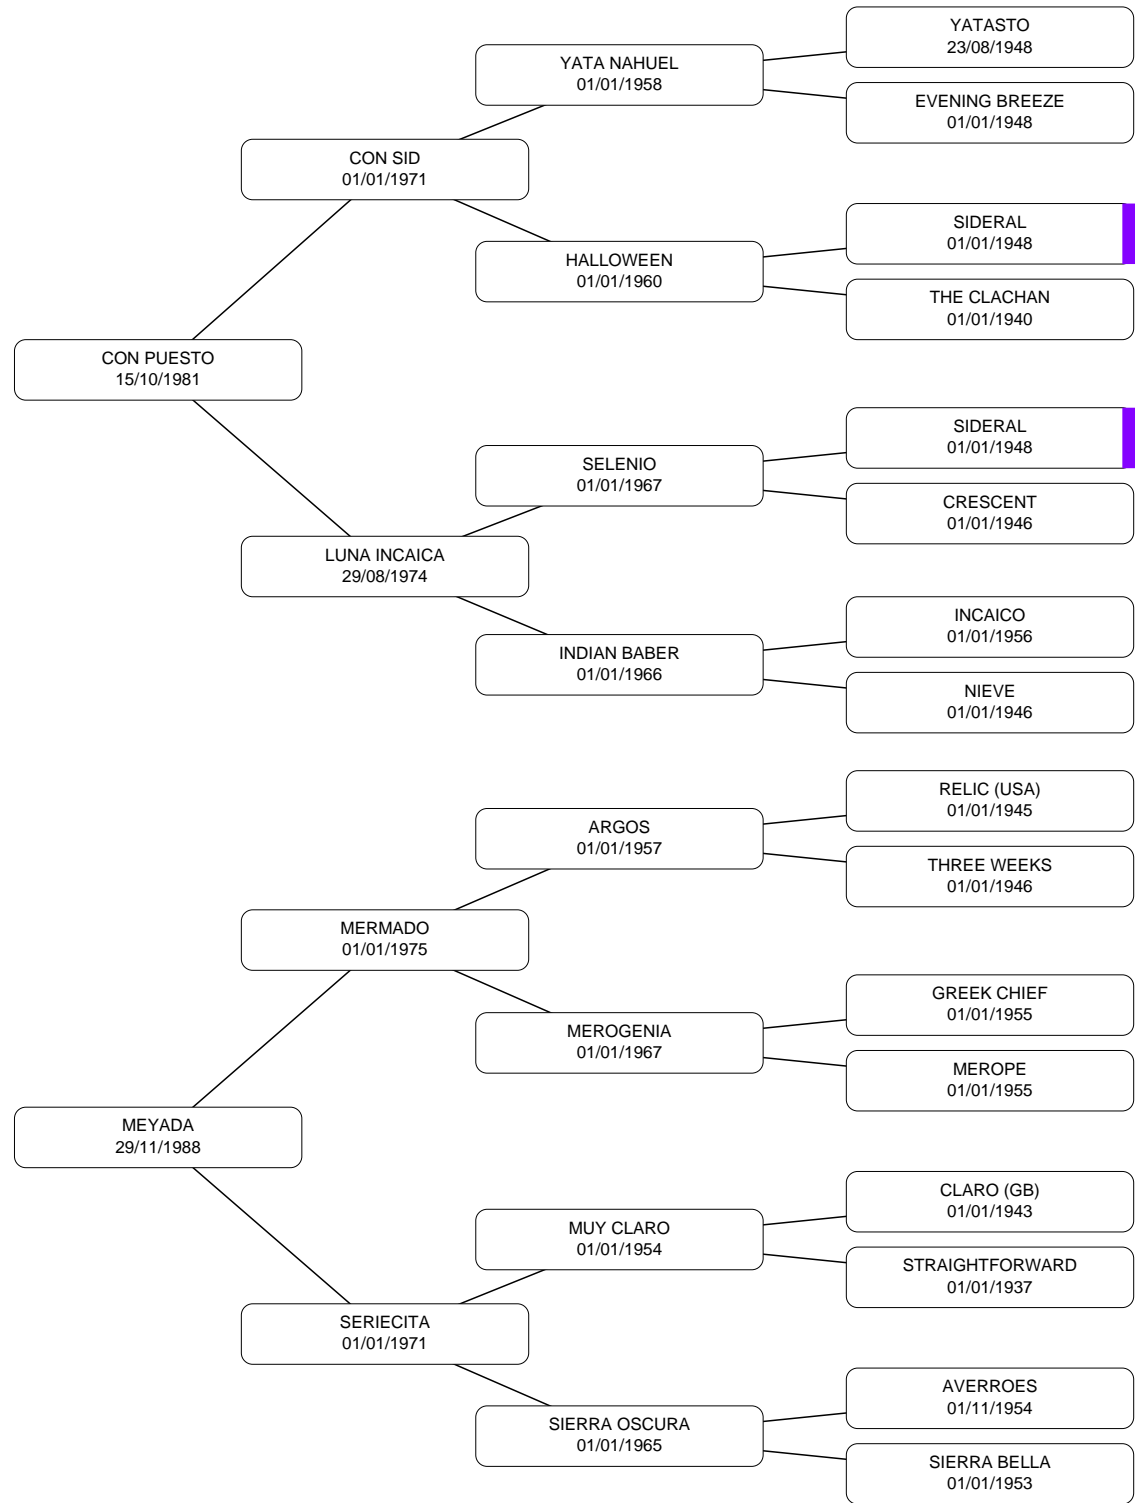 YATASTO
23/08/1948
YATA NAHUEL
01/01/1958
EVENING BREEZE
01/01/1948
CON SID
01/01/1971
SIDERAL
01/01/1948
HALLOWEEN
01/01/1960
THE CLACHAN
01/01/1940
CON PUESTO
15/10/1981
SIDERAL
01/01/1948
SELENIO
01/01/1967
CRESCENT
01/01/1946
LUNA INCAICA
29/08/1974
INCAICO
01/01/1956
INDIAN BABER
01/01/1966
NIEVE
01/01/1946
RELIC (USA)
01/01/1945
ARGOS
01/01/1957
THREE WEEKS
01/01/1946
MERMADO
01/01/1975
GREEK CHIEF
01/01/1955
MEROGENIA
01/01/1967
MEROPE
01/01/1955
MEYADA
29/11/1988
CLARO (GB)
01/01/1943
MUY CLARO
01/01/1954
STRAIGHTFORWARD
01/01/1937
SERIECITA
01/01/1971
AVERROES
01/11/1954
SIERRA OSCURA
01/01/1965
SIERRA BELLA
01/01/1953